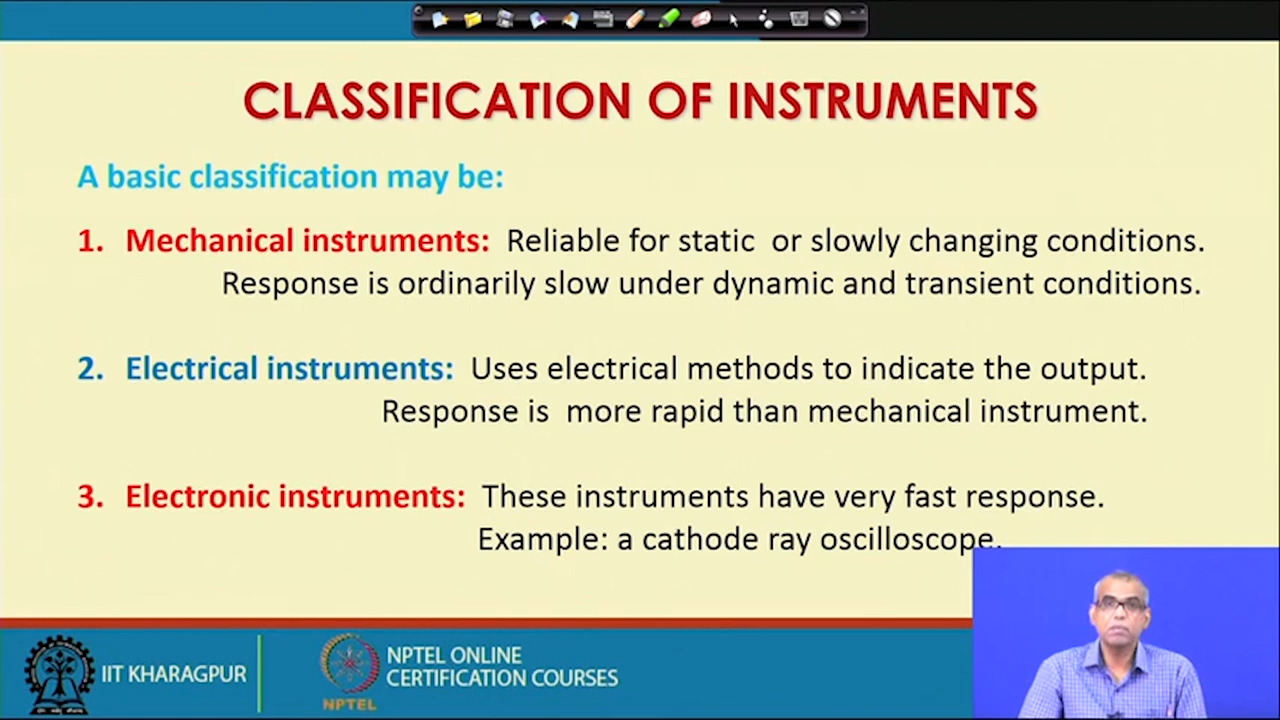 CLASSIFICATION OF INSTRUMENTS
A basic classification may be:
1. Mechanical instruments: Reliable for static or slowly changing conditions.
Response is ordinarily slow under dynamic and transient conditions.
2. Electrical instruments: Uses electrical methods to indicate the output.
Response is more rapid than mechanical instrument.
3. Electronic instruments: These instruments have very fast response.
Example: a cathode ray oscilloscope.
IIT KHARAGPUR
NPTEL ONLINE
CERTIFICATION COURSES
NPTEL